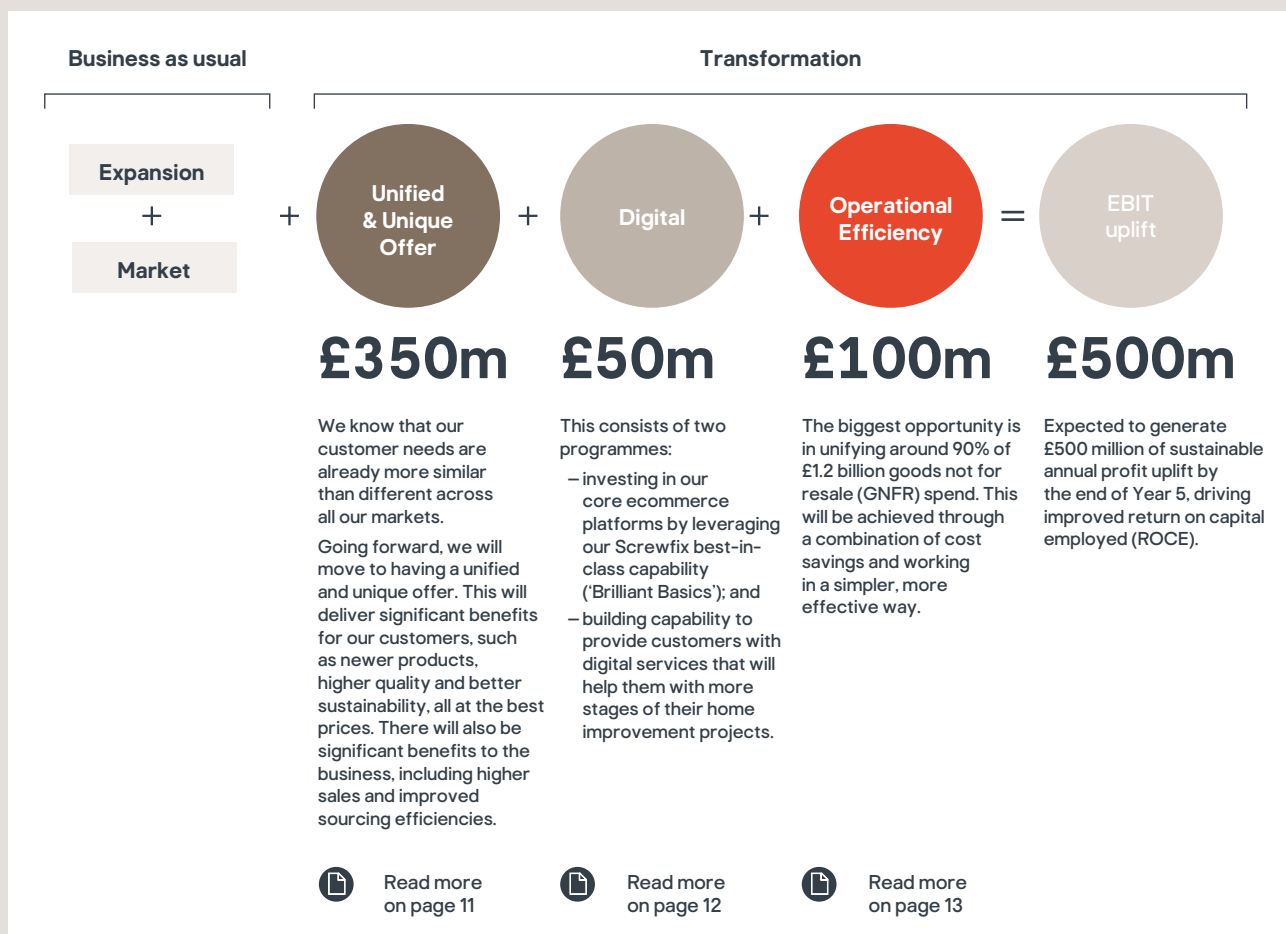 Business as usual
Transformation
Expansion
+
Market
+
Unified
& Unique
Offer
+
Digital
+
Operational
Efficiency
=
EBIT
uplift
£350m
£50m
£100m
£500m
We know that our
customer needs are
already more similar
than different across
all our markets.
Going forward, we will
move to having a unified
and unique offer. This will
deliver significant benefits
for our customers, such
as newer products,
higher quality and better
sustainability, all at the best
prices. There will also be
significant benefits to the
business, including higher
sales and improved
sourcing efficiencies.
This consists of two
programmes:
– investing in our
core ecommerce
platforms by leveraging
our Screwfix best-in-
class capability
(‘Brilliant Basics’); and
– building capability to
provide customers with
digital services that will
help them with more
stages of their home
improvement projects.
The biggest opportunity is
in unifying around 90% of
£1.2 billion goods not for
resale (GNFR) spend. This
will be achieved through
a combination of cost
savings and working
in a simpler, more
effective way.
Expected to generate
£500 million of sustainable
annual profit uplift by
the end of Year 5, driving
improved return on capital
employed (ROCE).
Read more
on page 11
Read more
on page 12
Read more
on page 13